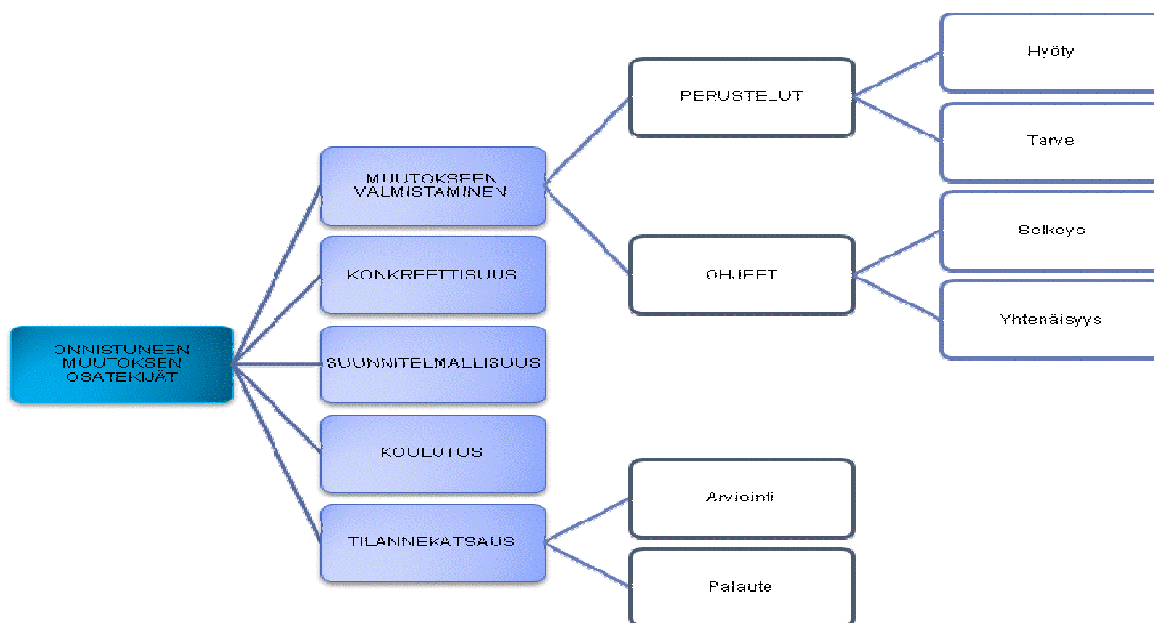 ONNISTUNEEN
MUUTOKSEN
OSATEKIJÄT
MUUTOKSEEN
VALMISTAMINEN
KONKREETTISUUS
SUUNNITELMALLISUUS
KOULUTUS
TILANNEKATSAUS
PERUSTELUT
OHJEET
Arviointi
Palaute
Hyöty
Tarve
Selkeys
Yhtenäisyys